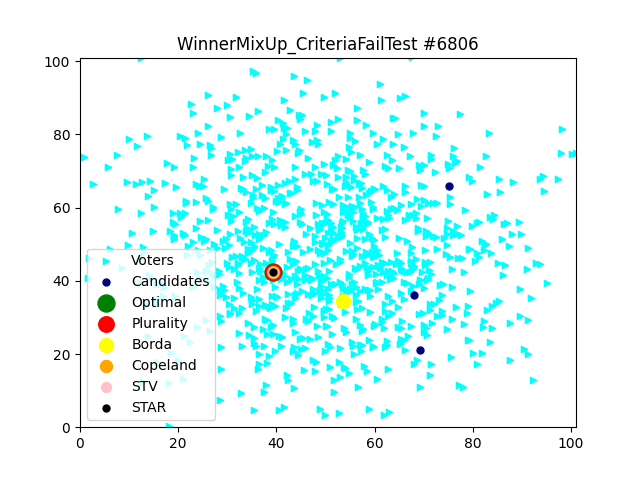 WinnerMixUp_CriteriaFailTest #6806
100
80
60
40
20
0
Voters
Candidates
Optimal
Plurality
Borda
Copeland
STV
STAR
0 20 40 60 80 100